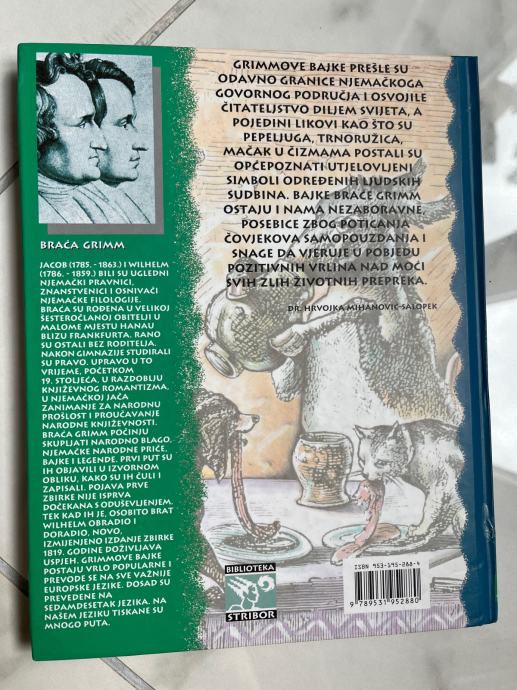 BRAĆA GRIMM
JACOB (1785. - 1863.) I WILHELM
(1786. - 1859.) BILI SU UGLEDNI
NJEMAČKI PRAVNICI,
ZNANSTVENICI I OSNIVAČI
NJEMAČKE FILOLOGIJE.
BRAĆA SU ROĐENA U VELIKOJ
ŠESTEROČLANOJ OBITELJI U
MALOME MJESTU HANAU
BLIZU FRANKFURTA. RANO
SU OSTALI BEZ RODITELJA.
NAKON GIMNAZIJE STUDIRALI
SU PRAVO. UPRAVO U TO
VRIJEME, POČETKOM
19. STOLJEĆA, U RAZDOBLJU
KNJIŽEVNOG ROMANTIZMA,
U NJEMAČKOJ JAČA
ZANIMANJE ZA NARODNU
PROŠLOST I PROUČAVANJE
NARODNE KNJIŽEVNOSTI.
BRAĆA GRIMM POČINJU
SKUPLJATI NARODNO BLAGO,
NJEMAČKE NARODNE PRIČE,
BAJKE I LEGENDE. PRVI PUT SU
IH OBJAVILI U IZVORNOM
OBLIKU, KAKO SU IH ČULI I
ZAPISALI. POJAVA PRVE
ZBIRKE NIJE ISPRVA
DOČEKANA S ODUŠEVLJENJEM.
TEK KAD IH JE, OSOBITO BRAT
WILHELM OBRADIO I
DORADIO, NOVO,
IZMIJENJENO IZDANJE ZBIRKE
1819. GODINE DOŽIVLJAVA
USPJEH. GRIMMOVE BAJKE
POSTAJU VRLO POPULARNE I
PREVODE SE NA SVE VAŽNIJE
EUROPSKE JEZIKE. DOSAD SU
PREVEDENE NA
SEDAMDESETAK JEZIKA. NA
NAŠEM JEZIKU TISKANE SU
MNOGO PUTA.
GRIMMOVE BAJKE PREŠLE SU
ODAVNO GRANICE NJEMAČKOGA
GOVORNOG PODRUČJA I OSVOJILE
ČITATELJSTVO DILJEM SVIJETA, A
POJEDINI LIKOVI KAO ŠTO SU
PEPELJUGA, TRNORUŽICA,
MAČAK U ČIZMAMA POSTALI SU
OPĆEPOZNATI UTJELOVLJENI
SIMBOLI ODREĐENIH LJUDSKIH
SUDBINA. BAJKE BRAĆE GRIMM
OSTAJU I NAMA NEZABORAVNE,
POSEBICE ZBOG POTICANJA
ČOVJEKOVA SAMOPOUZDANJA I
SNAGE DA VJERUJE U POBJEDU
POZITIVNIH VRLINA NAD MOĆI
SVIH ZLIH ŽIVOTNIH PREPREKA.
DR. HRVOJKA MIHANOVIĆ-SALOPEK
BIBLIOTEKA
STRIBOR
ISBN 953-195-288-4
9 789531 952880